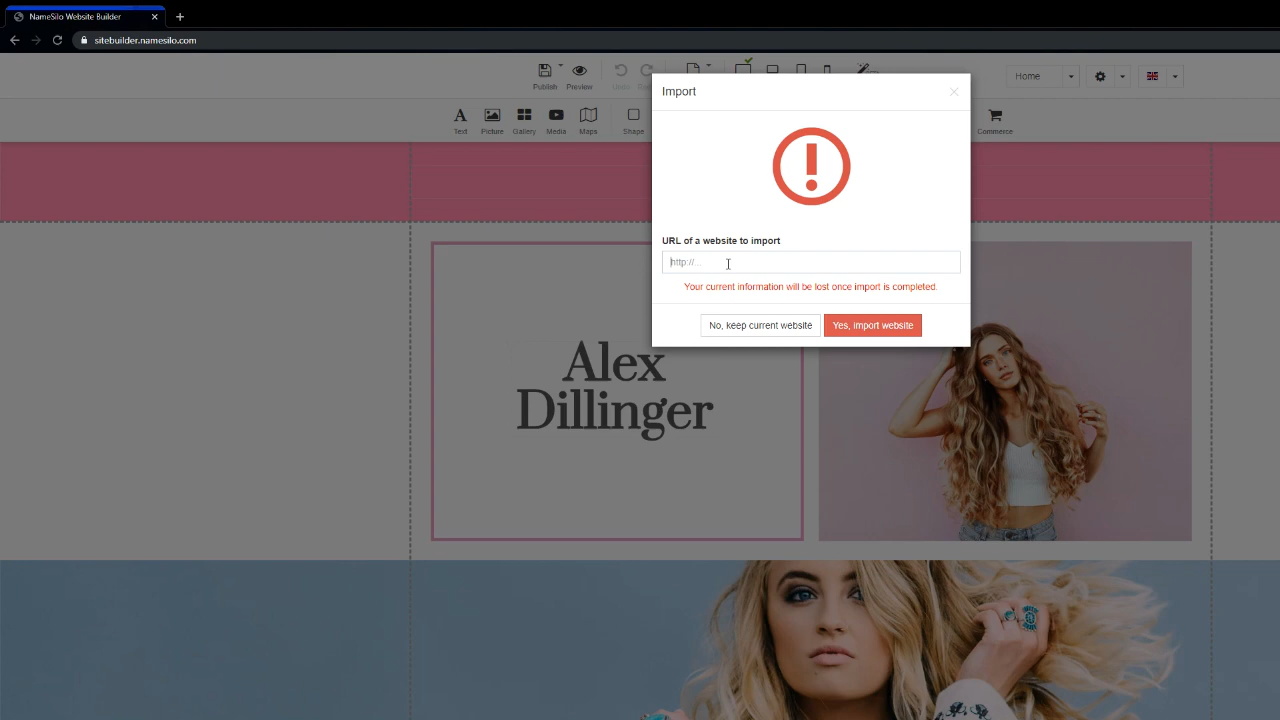 NameSilo Website Builder
sitebuilder.namesilo.com
Publish
Preview
Undo
Home
Import
Text
Picture
Gallery
Media
Maps
Shape
Commerce
URL of a website to import
http://...
Your current information will be lost once import is completed.
No, keep current website
Yes, import website
Alex
Dillinger